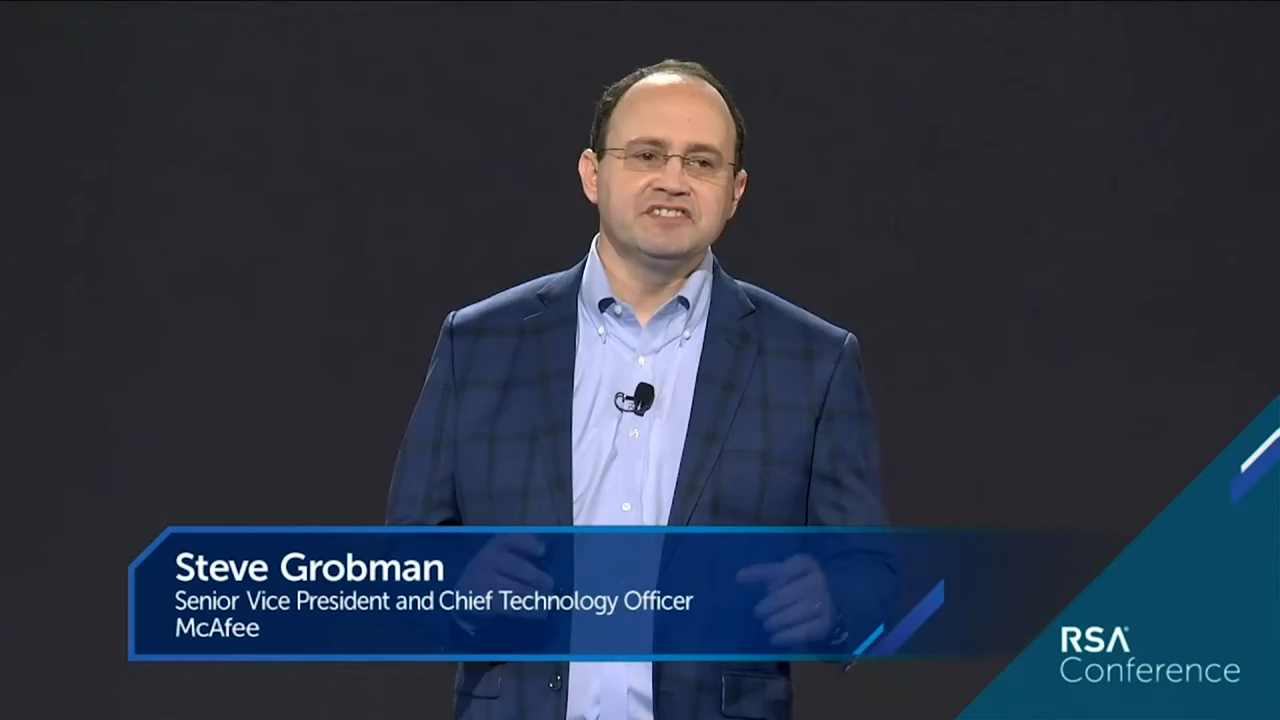 Steve Grobman
Senior Vice President and Chief Technology Officer
McAfee
RSA®
Conference